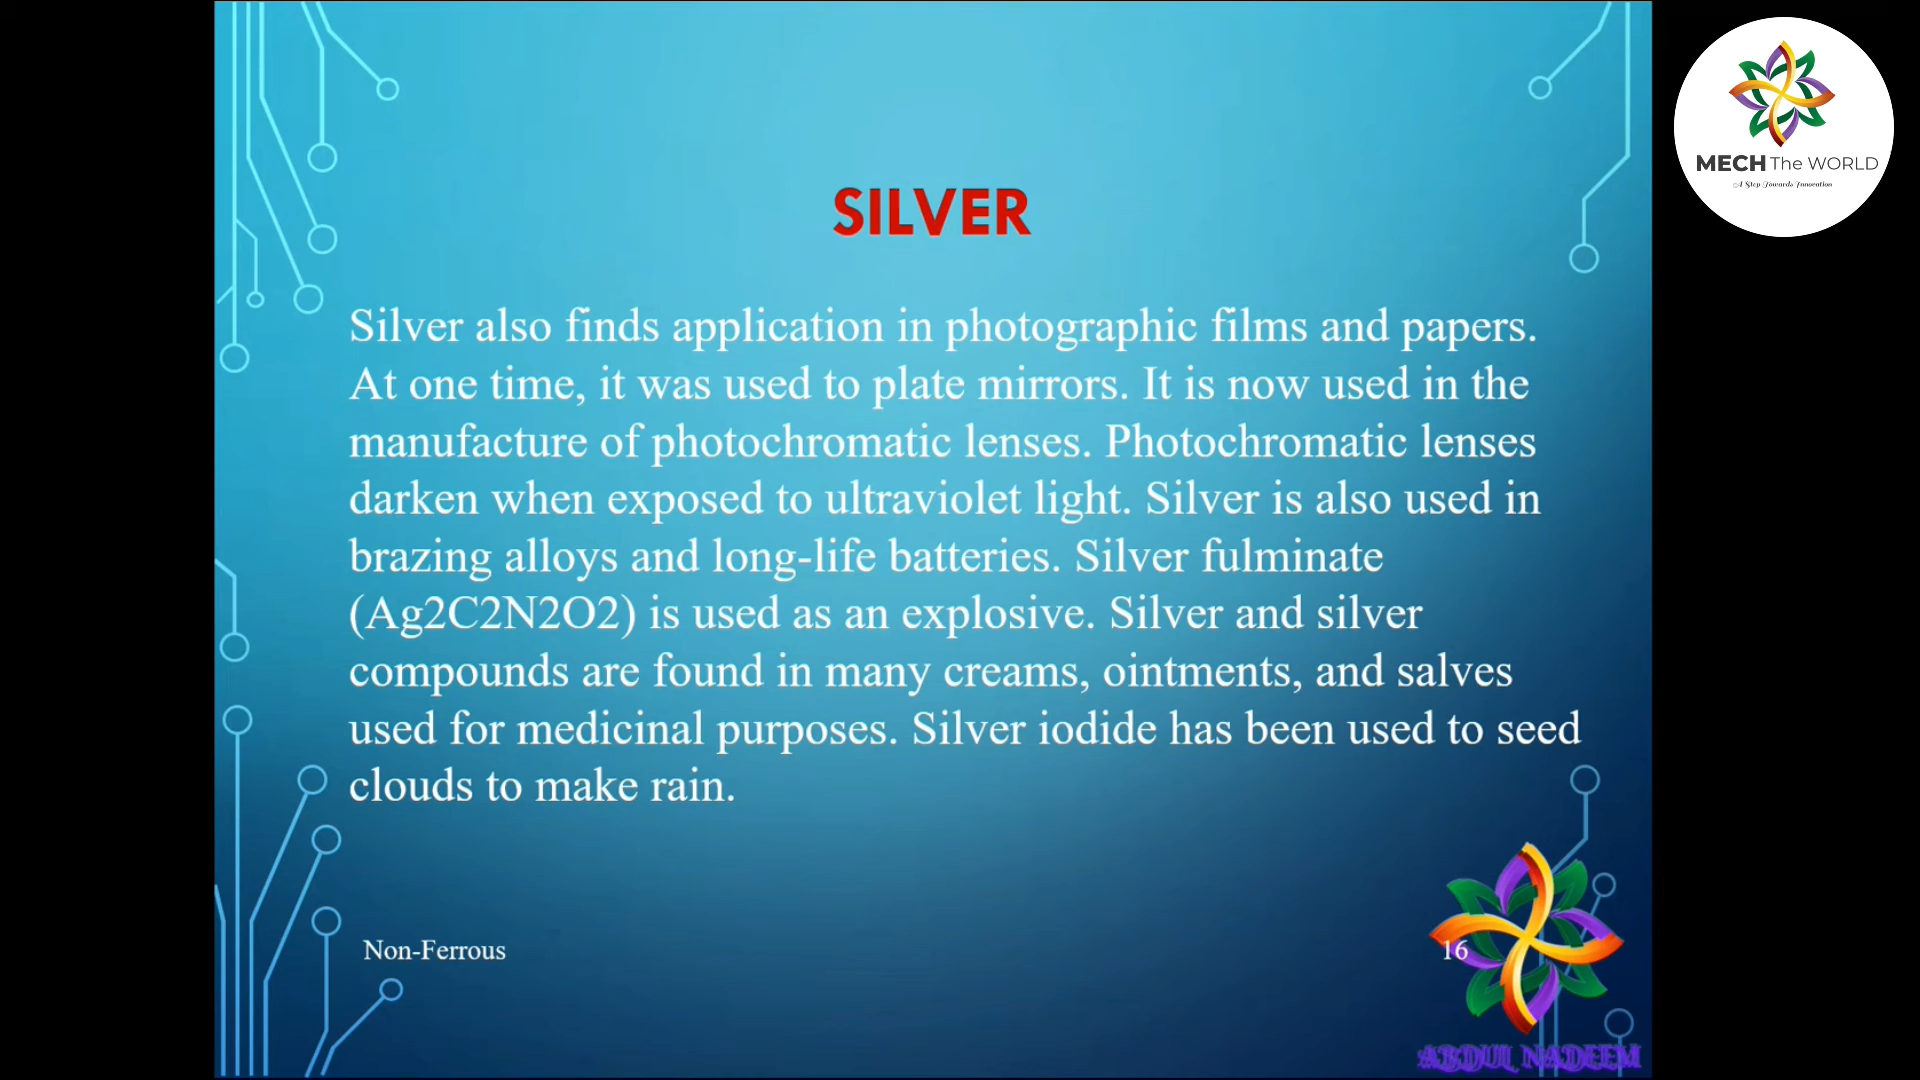 MECH The WORLD
A Step Towards Innovation
SILVER
Silver also finds application in photographic films and papers.
At one time, it was used to plate mirrors. It is now used in the
manufacture of photochromatic lenses. Photochromatic lenses
darken when exposed to ultraviolet light. Silver is also used in
brazing alloys and long-life batteries. Silver fulminate
(Ag2C2N2O2) is used as an explosive. Silver and silver
compounds are found in many creams, ointments, and salves
used for medicinal purposes. Silver iodide has been used to seed
clouds to make rain.
Non-Ferrous
16
ABDUL NADEEM